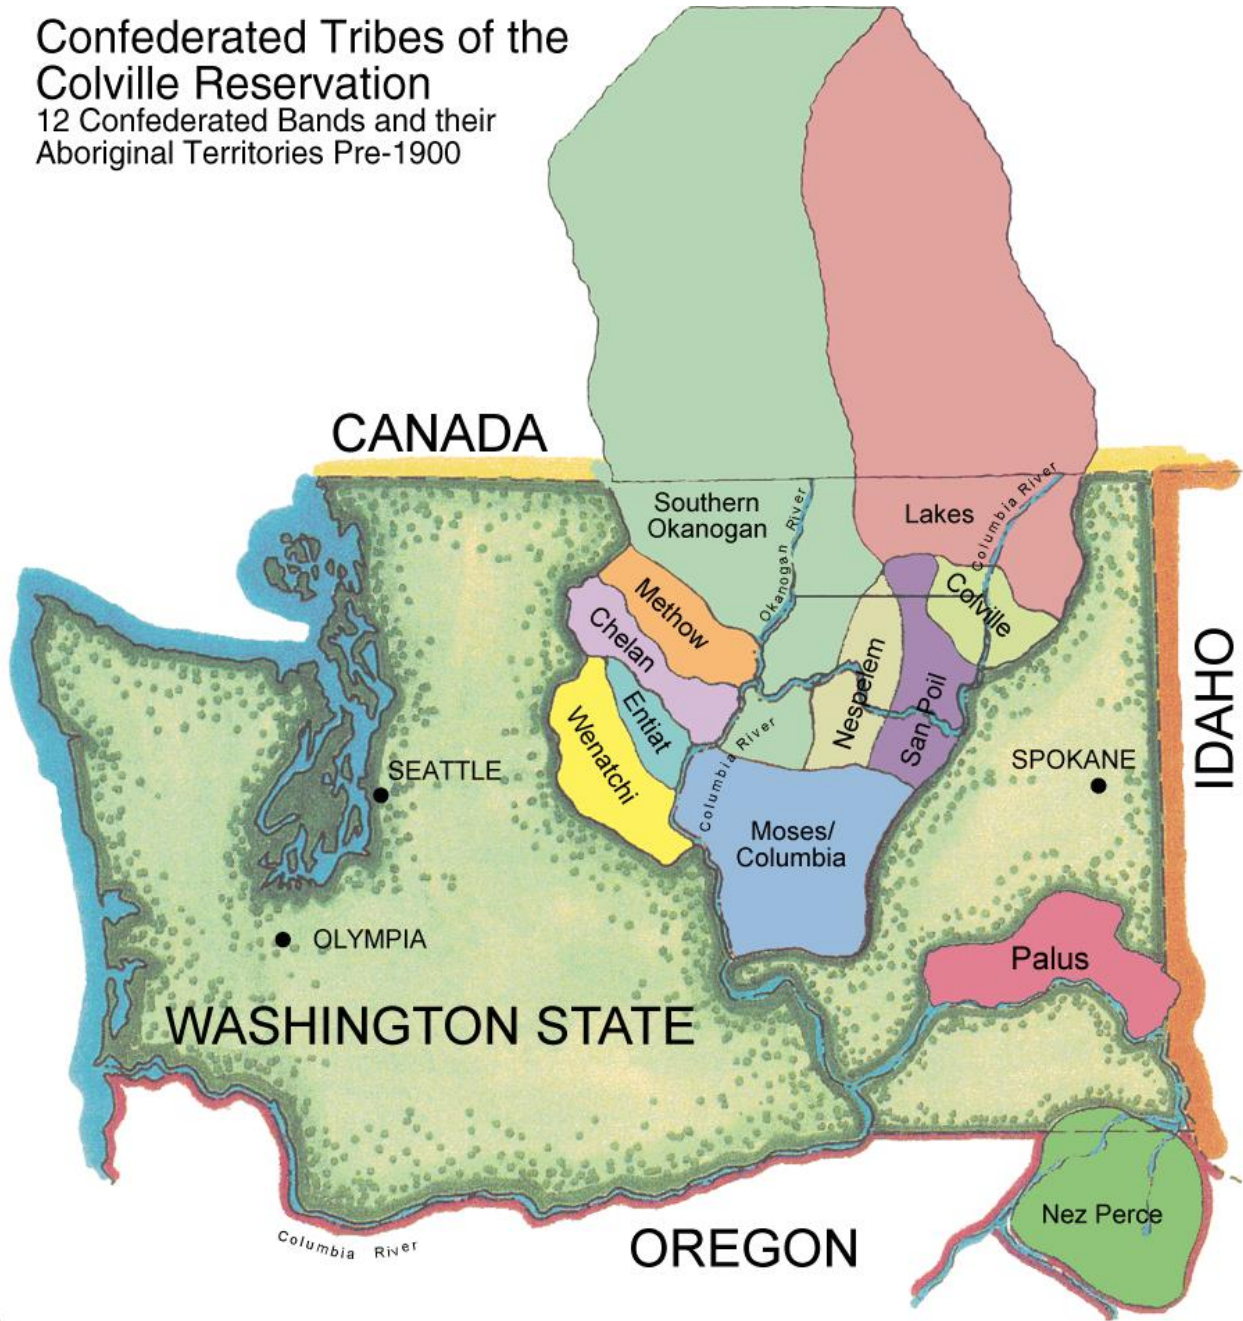 Confederated Tribes of the
Colville Reservation
12 Confederated Bands and their
Aboriginal Territories Pre-1900
CANADA
Southern
Okanogan
Okanogan River
Lakes
Columbia River
Methow
Chelan
Entiat
Wenatchi
Nespelem
San Poil
Colville
Columbia River
Moses/
Columbia
SEATTLE
SPOKANE
IDAHO
OLYMPIA
Palus
WASHINGTON STATE
Nez Perce
Columbia River
OREGON